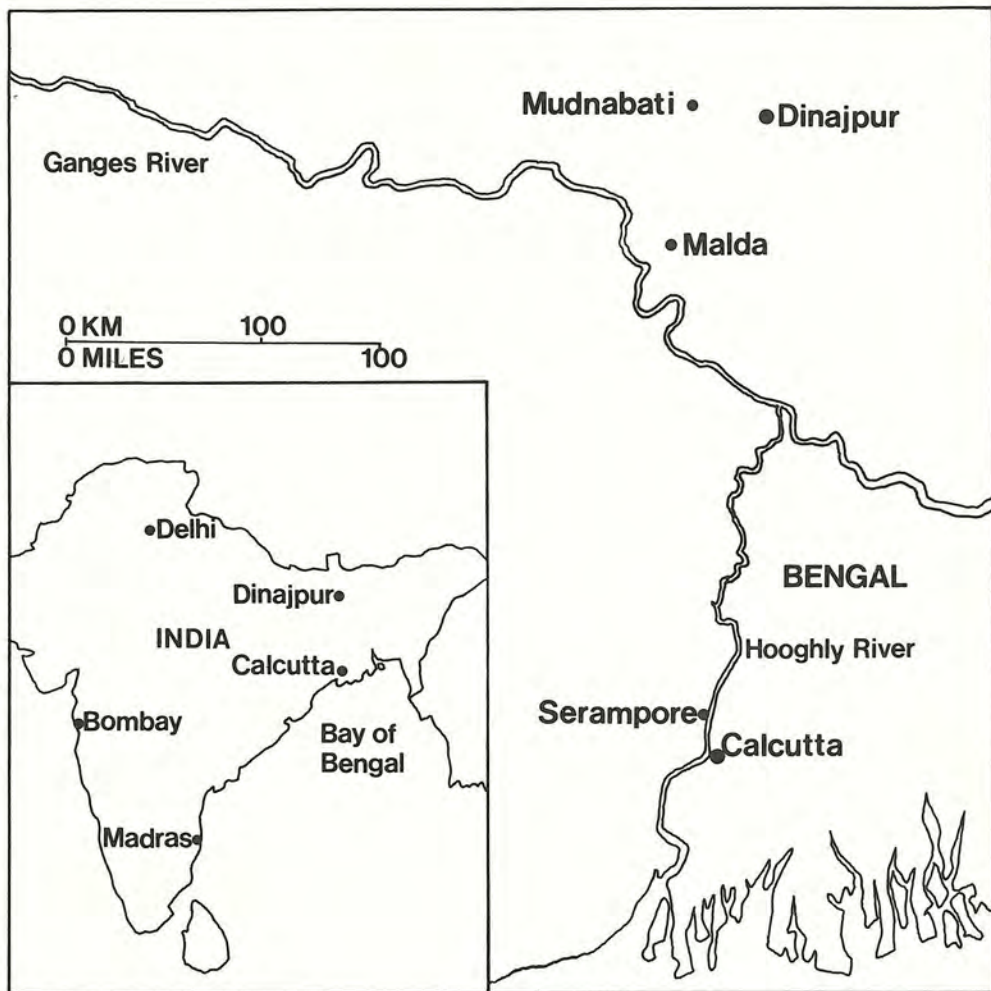 Mudnabati
Dinajpur
Ganges River
Malda
0 KM 100
0 MILES 100
Delhi
Dinajpur
INDIA
Calcutta
Bombay
Bay of
Bengal
Madras
BENGAL
Hooghly River
Serampore
Calcutta